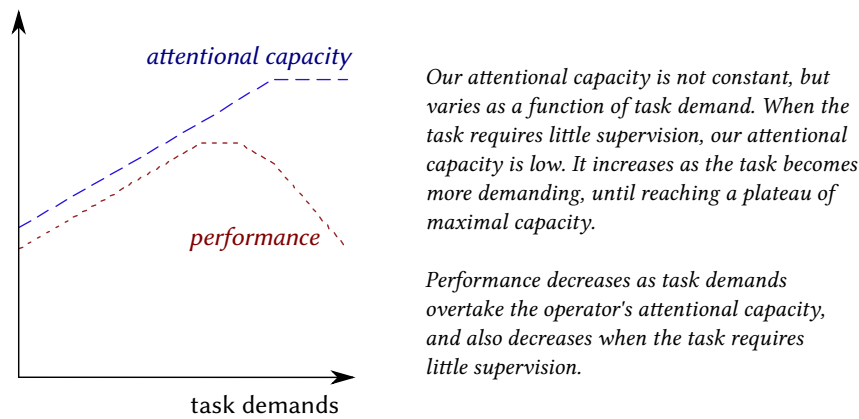 attentional capacity
performance
task demands
Our attentional capacity is not constant, but
varies as a function of task demand. When the
task requires little supervision, our attentional
capacity is low. It increases as the task becomes
more demanding, until reaching a plateau of
maximal capacity.
Performance decreases as task demands
overtake the operator's attentional capacity,
and also decreases when the task requires
little supervision.